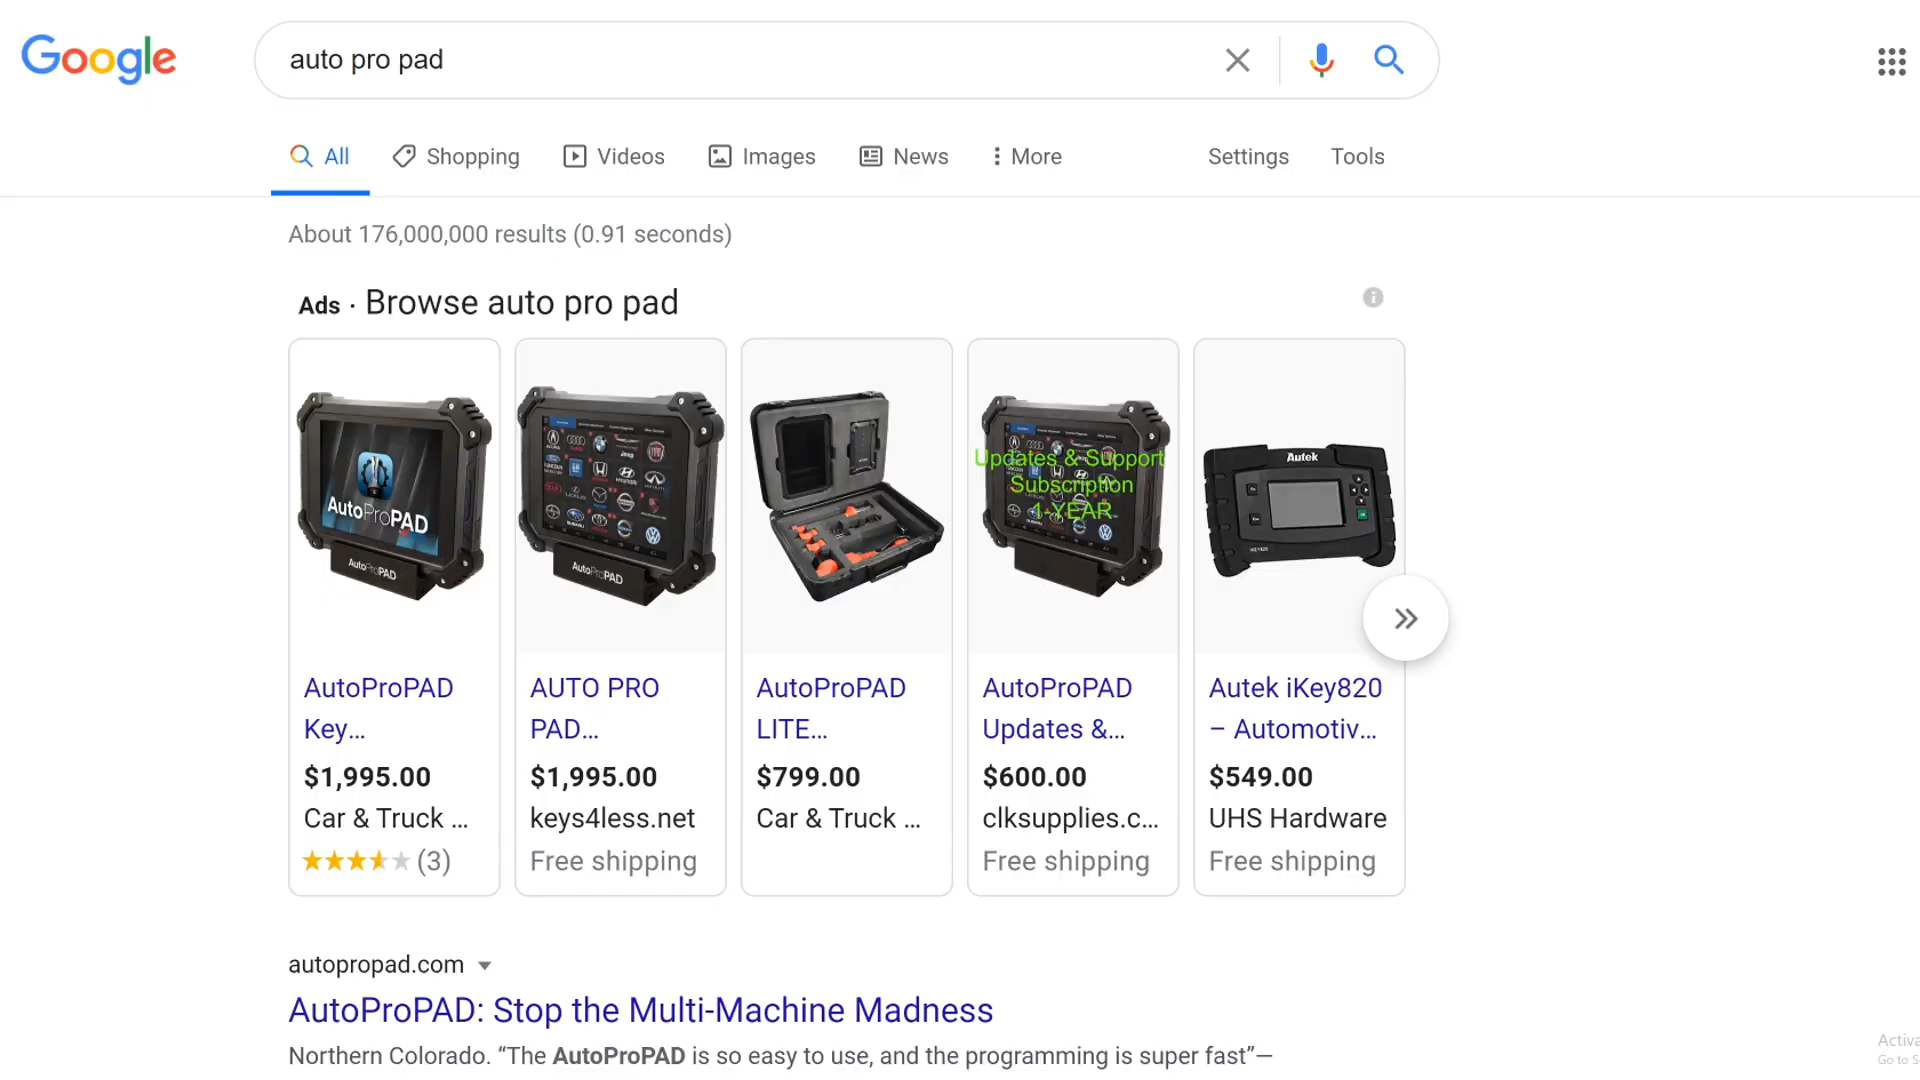 Google
auto pro pad
All
Shopping
Videos
Images
News
More
Settings
Tools
About 176,000,000 results (0.91 seconds)
Ads · Browse auto pro pad
AutoProPAD
AutoProPAD
AutoProPAD
Updates & Support
Subscription
1-YEAR
Autek
AutoProPAD
Key...
$1,995.00
Car & Truck ...
(3)
AUTO PRO
PAD...
$1,995.00
keys4less.net
Free shipping
AutoProPAD
LITE...
$799.00
Car & Truck ...
AutoProPAD
Updates &...
$600.00
clksupplies.c...
Free shipping
Autek iKey820
– Automotiv...
$549.00
UHS Hardware
Free shipping
autopropad.com
AutoProPAD: Stop the Multi-Machine Madness
Northern Colorado. “The AutoProPAD is so easy to use, and the programming is super fast”—
Activa
Go to S